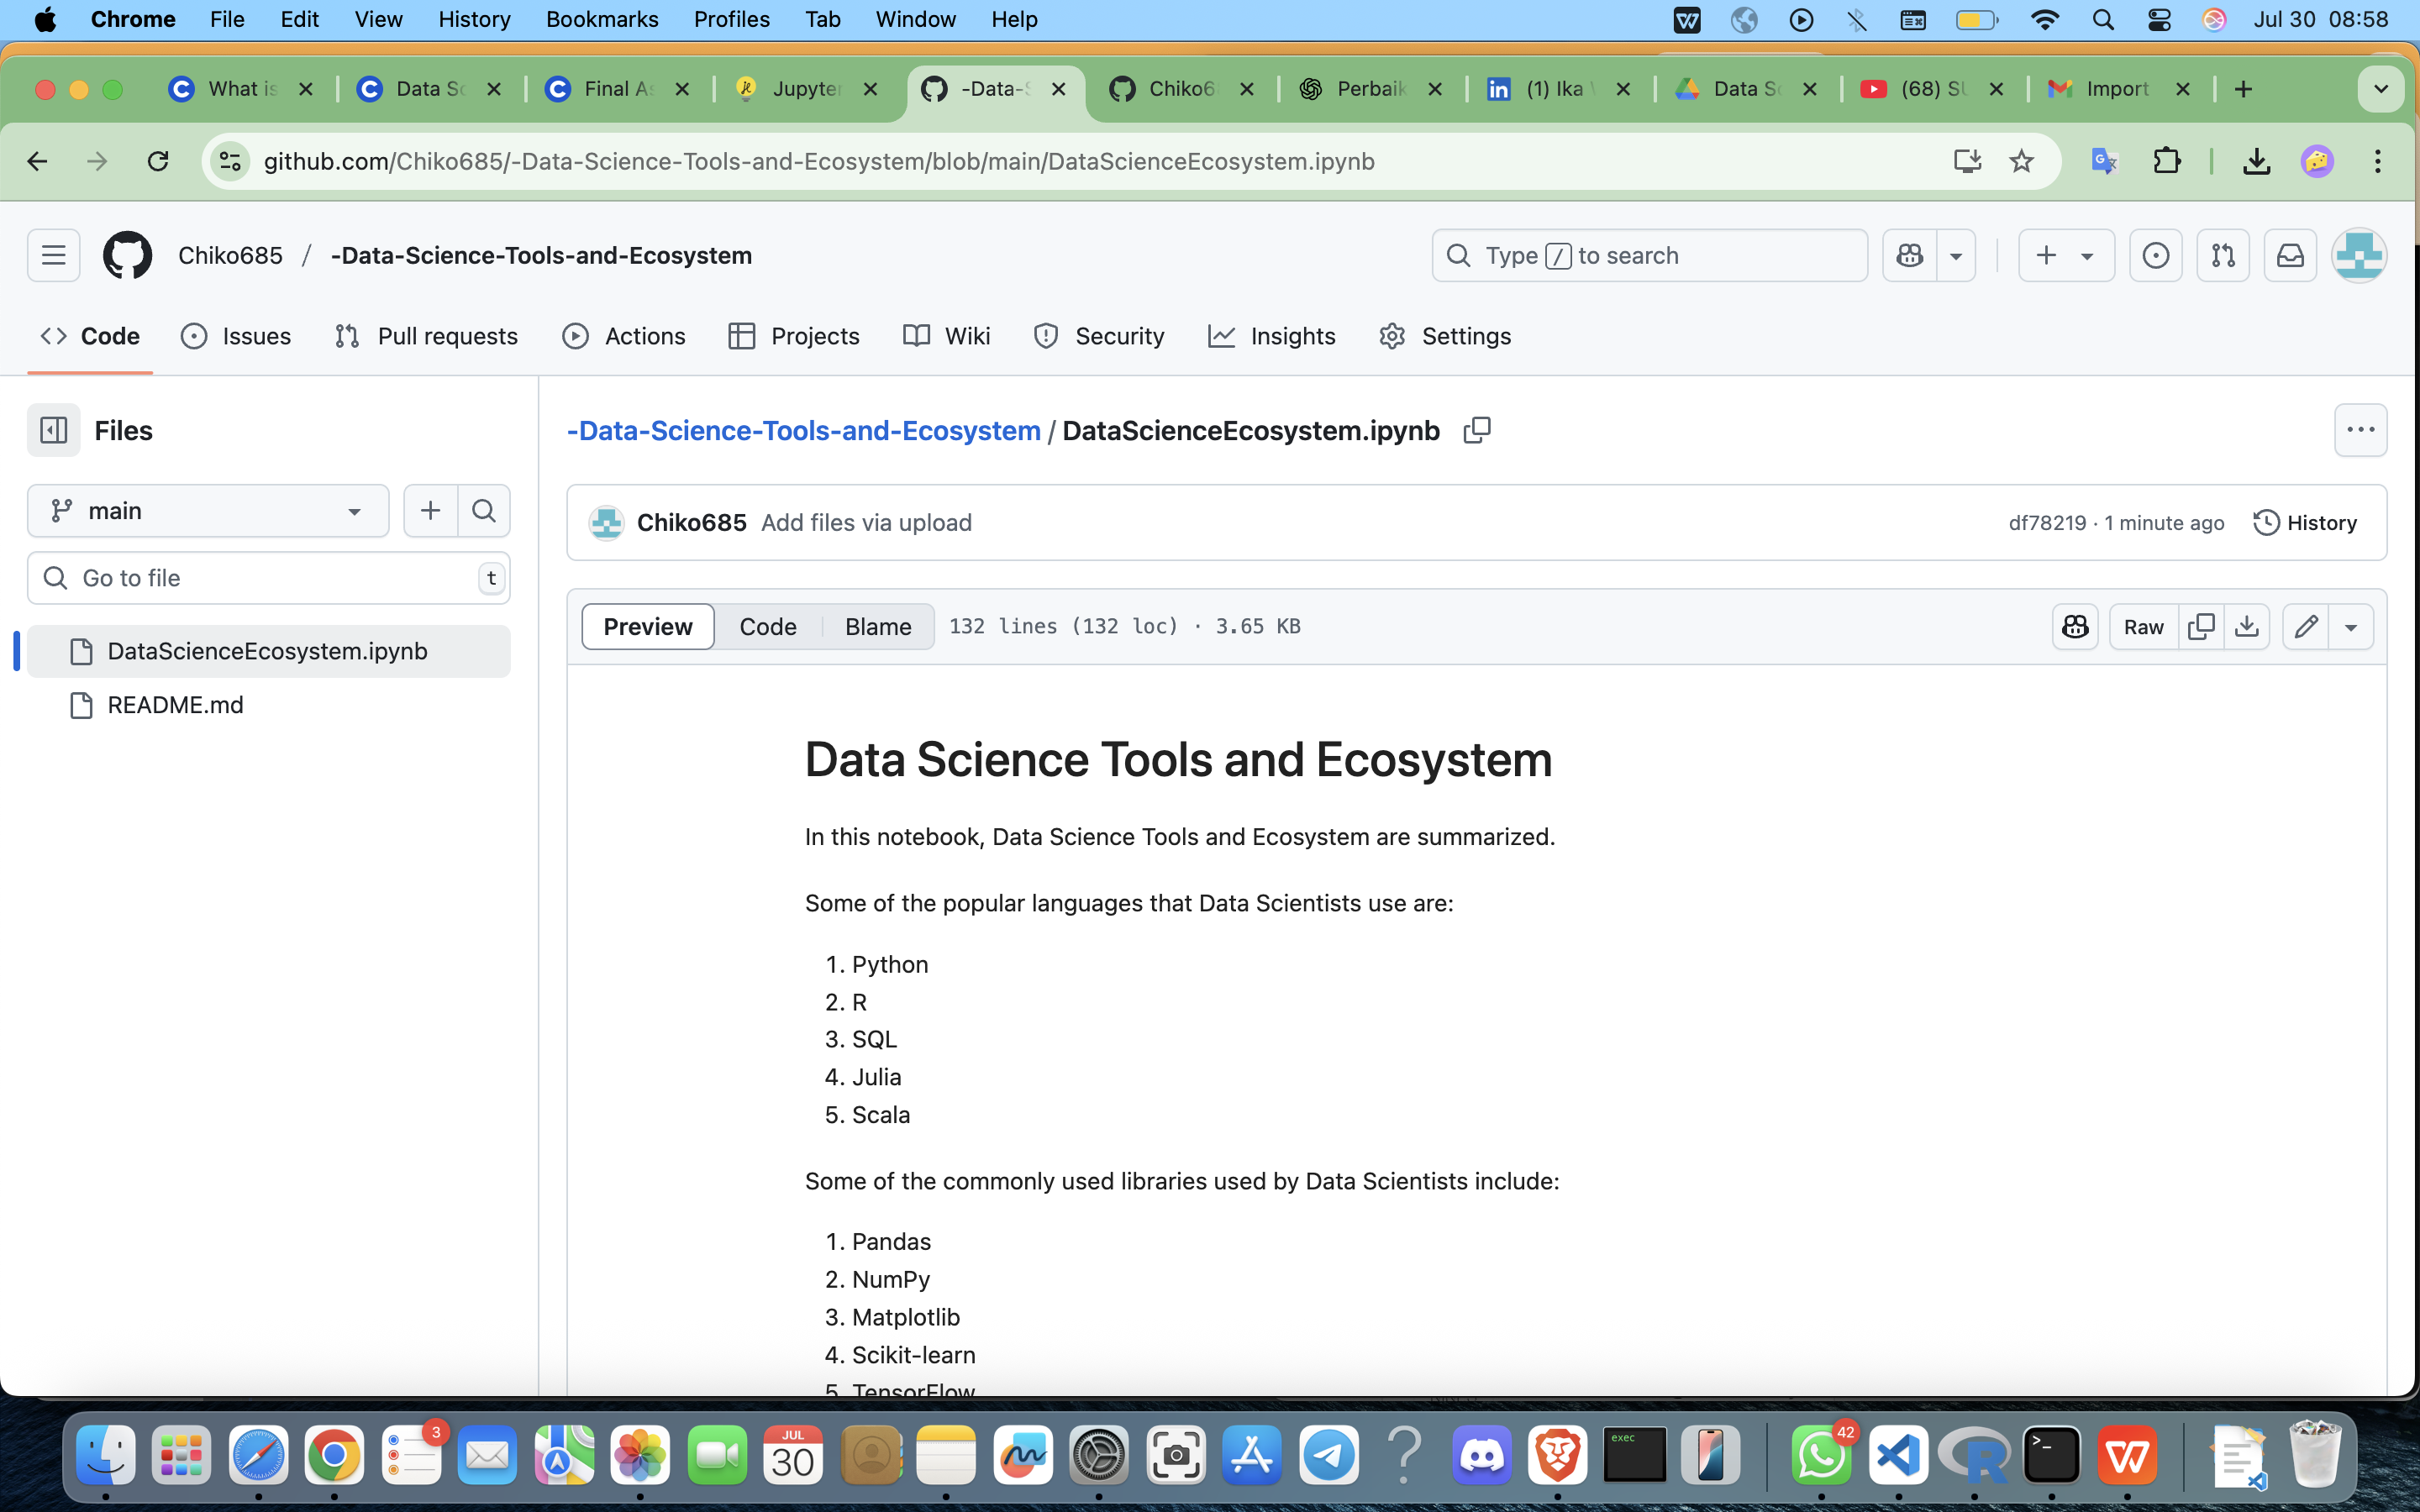 Chrome File Edit View History Bookmarks Profiles Tab Window Help Jul 30 08:58
What is Data Sc Final As Jupyter -Data-S Chiko6 Perbaik (1) Ika Data Sc (68) Import
github.com/Chiko685/-Data-Science-Tools-and-Ecosystem/blob/main/DataScienceEcosystem.ipynb
Chiko685 / -Data-Science-Tools-and-Ecosystem Type / to search
Code Issues Pull requests Actions Projects Wiki Security Insights Settings
Files
-Data-Science-Tools-and-Ecosystem / DataScienceEcosystem.ipynb
main
Chiko685 Add files via upload df78219 · 1 minute ago History
Go to file t
Preview Code Blame 132 lines (132 loc) · 3.65 KB Raw
DataScienceEcosystem.ipynb
README.md
Data Science Tools and Ecosystem
In this notebook, Data Science Tools and Ecosystem are summarized.
Some of the popular languages that Data Scientists use are:
1. Python
2. R
3. SQL
4. Julia
5. Scala
Some of the commonly used libraries used by Data Scientists include:
1. Pandas
2. NumPy
3. Matplotlib
4. Scikit-learn
5. TensorFlow
3 JUL 30 exec 42